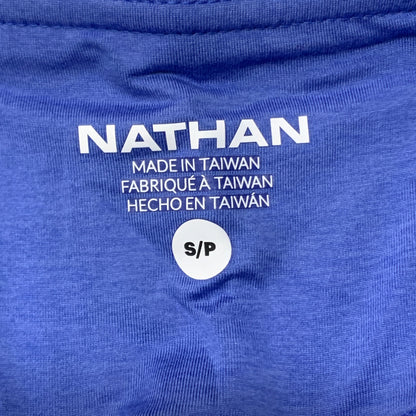 NATHAN
MADE IN TAIWAN
FABRIQUÉ À TAIWAN
HECHO EN TAIWÁN
S/P